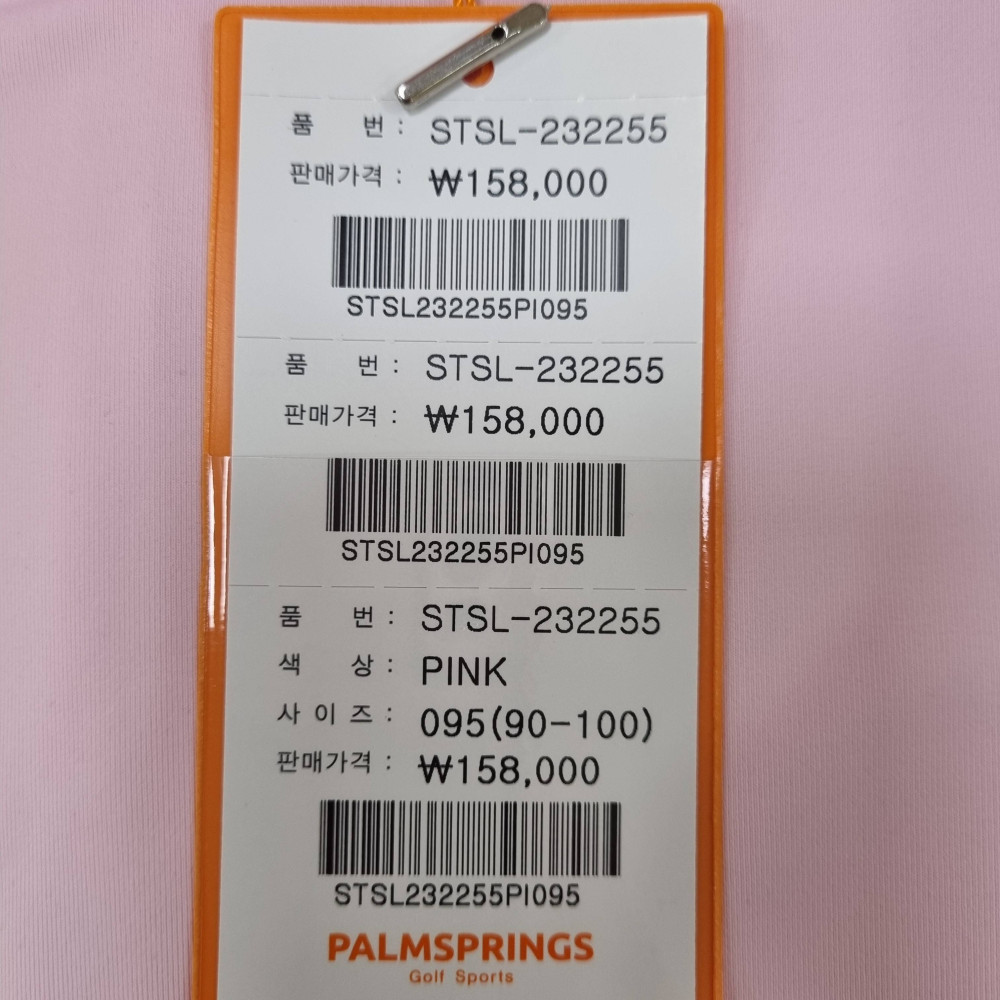 품 번 : STSL-232255
판매가격 : ₩158,000
STSL232255PI095
품 번 : STSL-232255
판매가격 : ₩158,000
STSL232255PI095
품 번 : STSL-232255
색 상 : PINK
사 이 즈 : 095(90-100)
판매가격 : ₩158,000
STSL232255PI095
PALMSPRINGS
Golf Sports